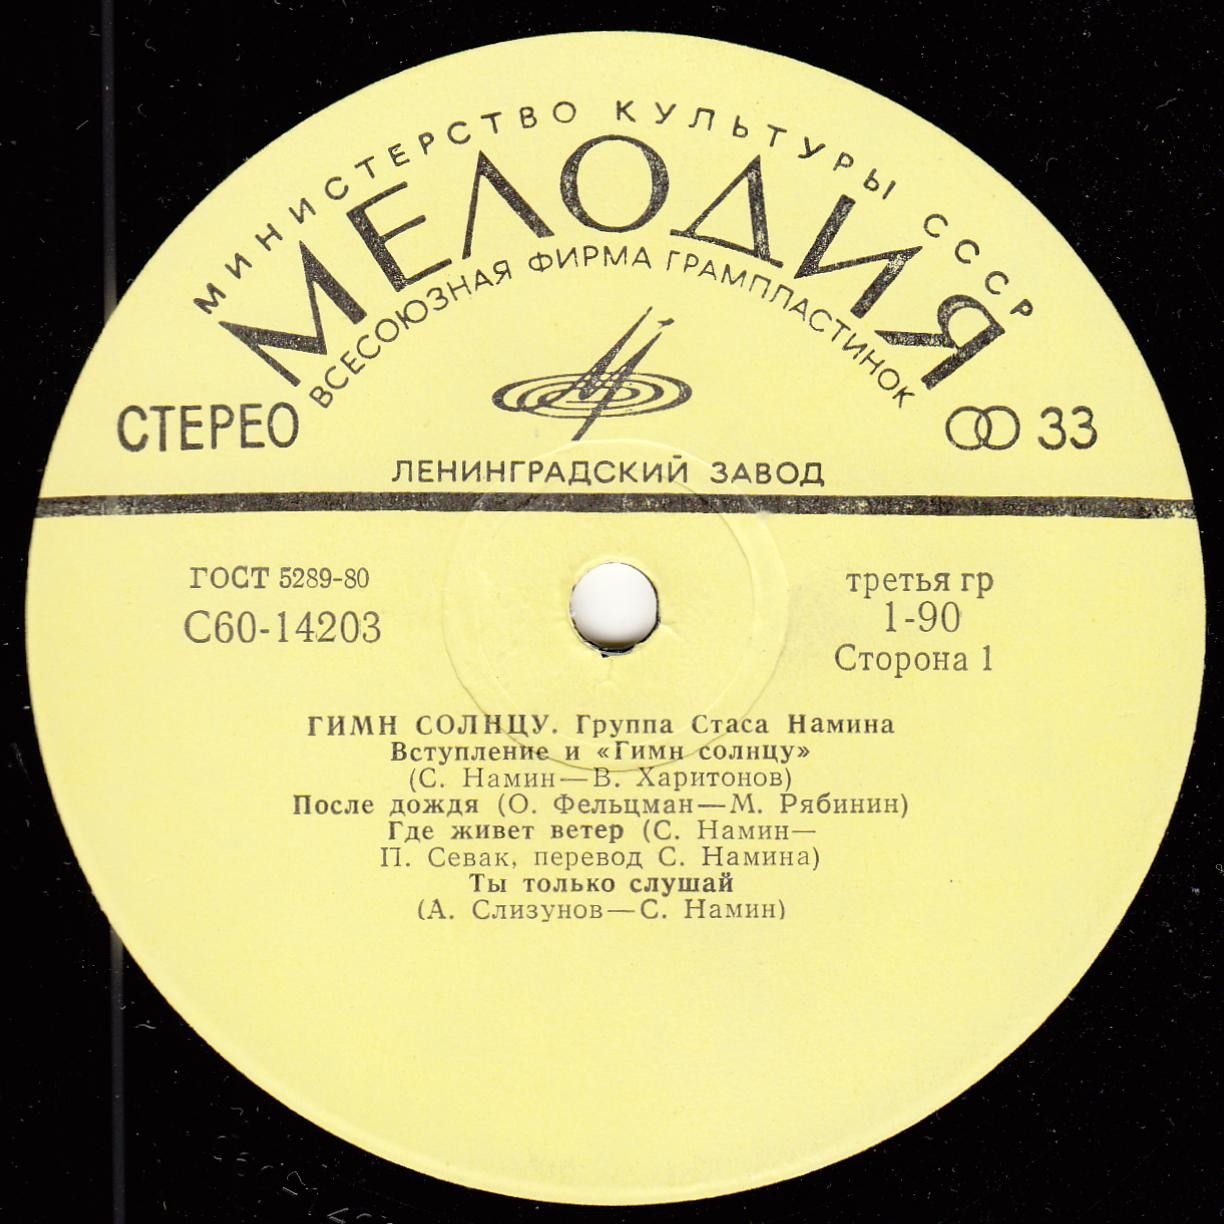 МИНИСТЕРСТВО КУЛЬТУРЫ СССР
МЕЛОДИЯ
ВСЕСОЮЗНАЯ ФИРМА ГРАМПЛАСТИНОК
СТЕРЕО
33
ЛЕНИНГРАДСКИЙ ЗАВОД
ГОСТ 5289-80
С60-14203
третья гр
1-90
Сторона 1
ГИМН СОЛНЦУ. Группа Стаса Намина
Вступление и «Гимн солнцу»
(С. Намин—В. Харитонов)
После дождя (О. Фельцман—М. Рябинин)
Где живет ветер (С. Намин—
П. Севак, перевод С. Намина)
Ты только слушай
(А. Слизунов—С. Намин)